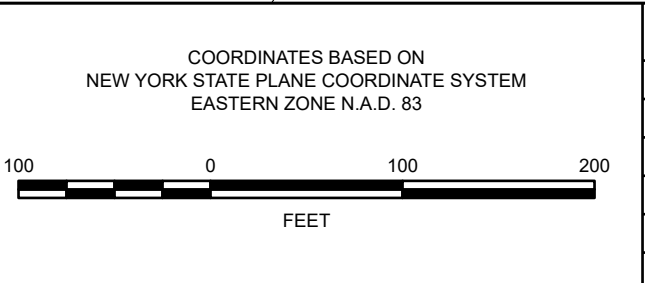 COORDINATES BASED ON
NEW YORK STATE PLANE COORDINATE SYSTEM
EASTERN ZONE N.A.D. 83
100 0 100 200
FEET